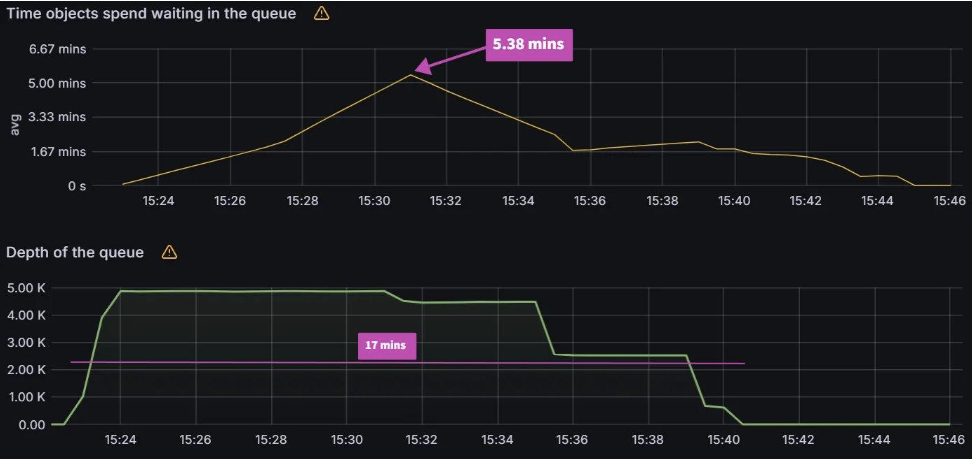 Time objects spend waiting in the queue
5.38 mins
6.67 mins
5.00 mins
3.33 mins
1.67 mins
0 s
avg
15:24 15:26 15:28 15:30 15:32 15:34 15:36 15:38 15:40 15:42 15:44 15:46
Depth of the queue
5.00 K
4.00 K
3.00 K
2.00 K
1.00 K
0.00
17 mins
15:24 15:26 15:28 15:30 15:32 15:34 15:36 15:38 15:40 15:42 15:44 15:46